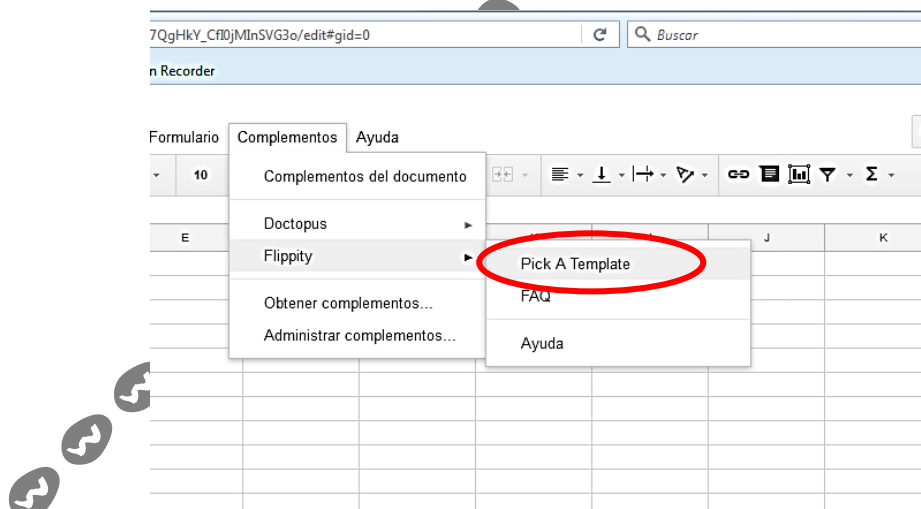 7QgHkY_CfI0jMInSVG3o/edit#gid=0
Buscar
n Recorder
Formulario Complementos Ayuda
10 Complementos del documento
Doctopus
E J K
Flippity
Pick A Template
FAQ
Obtener complementos...
Administrar complementos...
Ayuda